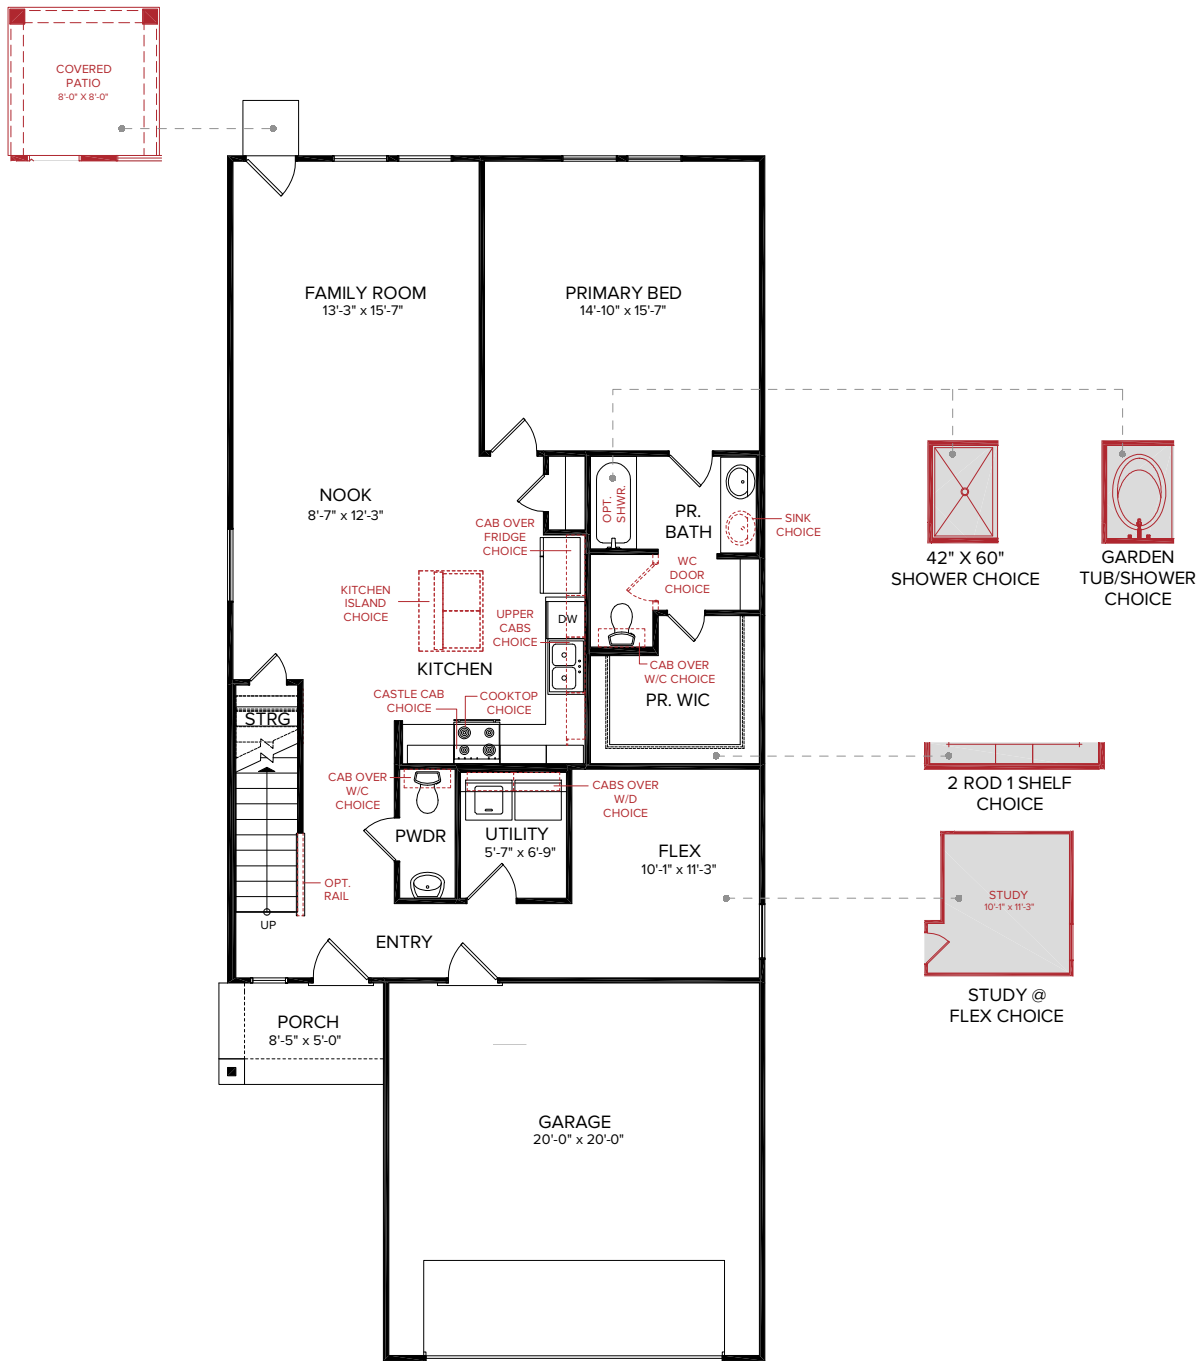 COVERED
PATIO
8'-0" X 8'-0"
FAMILY ROOM
13'-3" x 15'-7"
PRIMARY BED
14'-10" x 15'-7"
NOOK
8'-7" x 12'-3"
CAB OVER
FRIDGE
CHOICE
OPT.
SHWR.
PR.
BATH
SINK
CHOICE
42" X 60"
SHOWER CHOICE
GARDEN
TUB/SHOWER
CHOICE
WC
DOOR
CHOICE
KITCHEN
ISLAND
CHOICE
UPPER
CABS
CHOICE
DW
KITCHEN
CAB OVER
W/C CHOICE
CASTLE CAB
CHOICE
COOKTOP
CHOICE
PR. WIC
STRG
2 ROD 1 SHELF
CHOICE
CAB OVER
W/C
CHOICE
CABS OVER
W/D
CHOICE
PWDR
UTILITY
5'-7" x 6'-9"
FLEX
10'-1" x 11'-3"
OPT.
RAIL
STUDY
10'-1" x 11'-3"
UP
ENTRY
STUDY @
FLEX CHOICE
PORCH
8'-5" x 5'-0"
GARAGE
20'-0" x 20'-0"